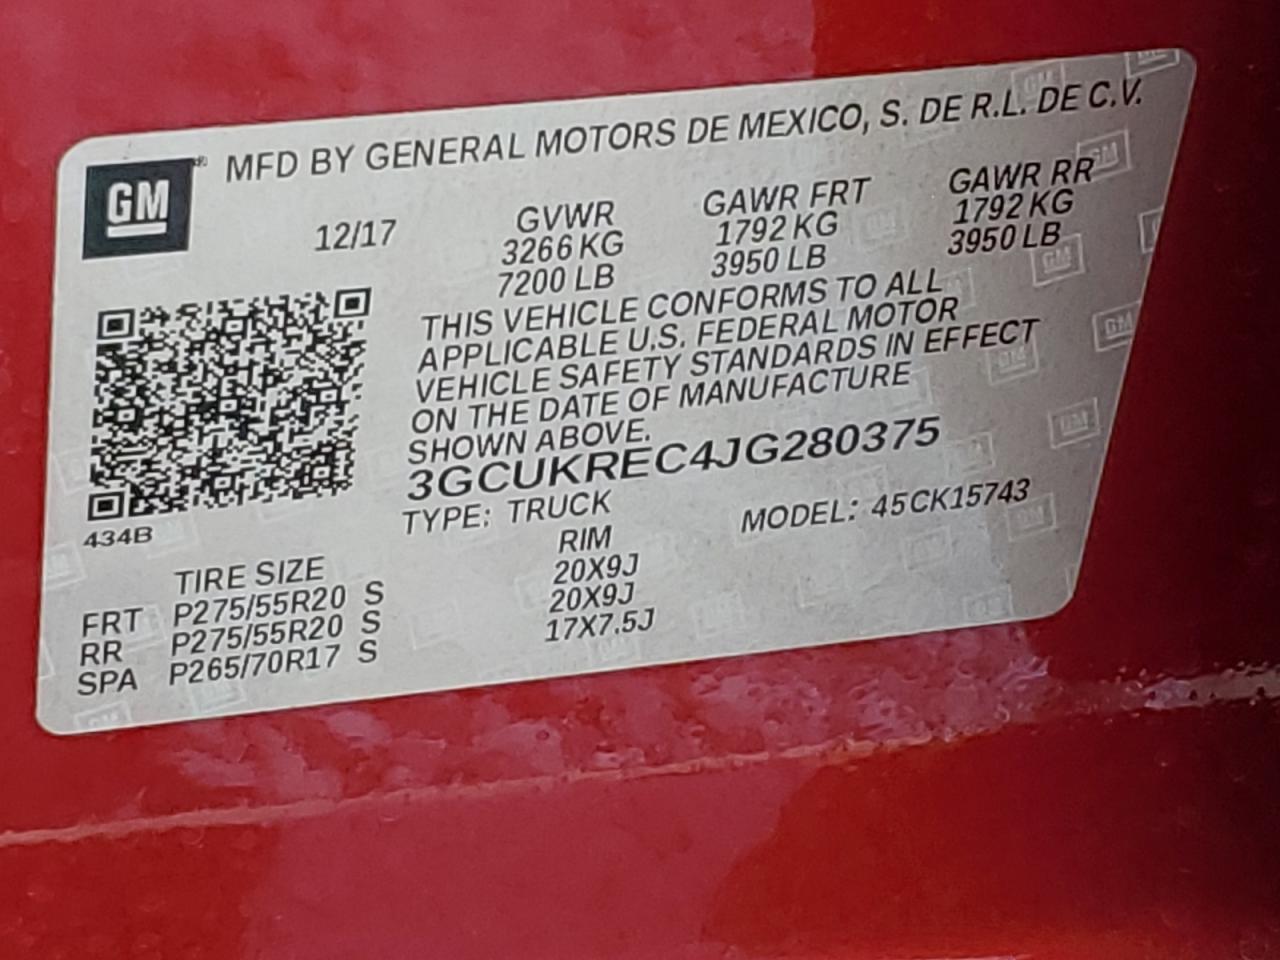 GM® MFD BY GENERAL MOTORS DE MEXICO, S. DE R.L. DE C.V.
12/17 GVWR GAWR FRT GAWR RR
3266 KG 1792 KG 1792 KG
7200 LB 3950 LB 3950 LB
THIS VEHICLE CONFORMS TO ALL
APPLICABLE U.S. FEDERAL MOTOR
VEHICLE SAFETY STANDARDS IN EFFECT
ON THE DATE OF MANUFACTURE
SHOWN ABOVE.
3GCUKREC4JG280375
434B
TYPE: TRUCK MODEL: 45CK15743
TIRE SIZE RIM
FRT P275/55R20 S 20X9J
RR P275/55R20 S 20X9J
SPA P265/70R17 S 17X7.5J